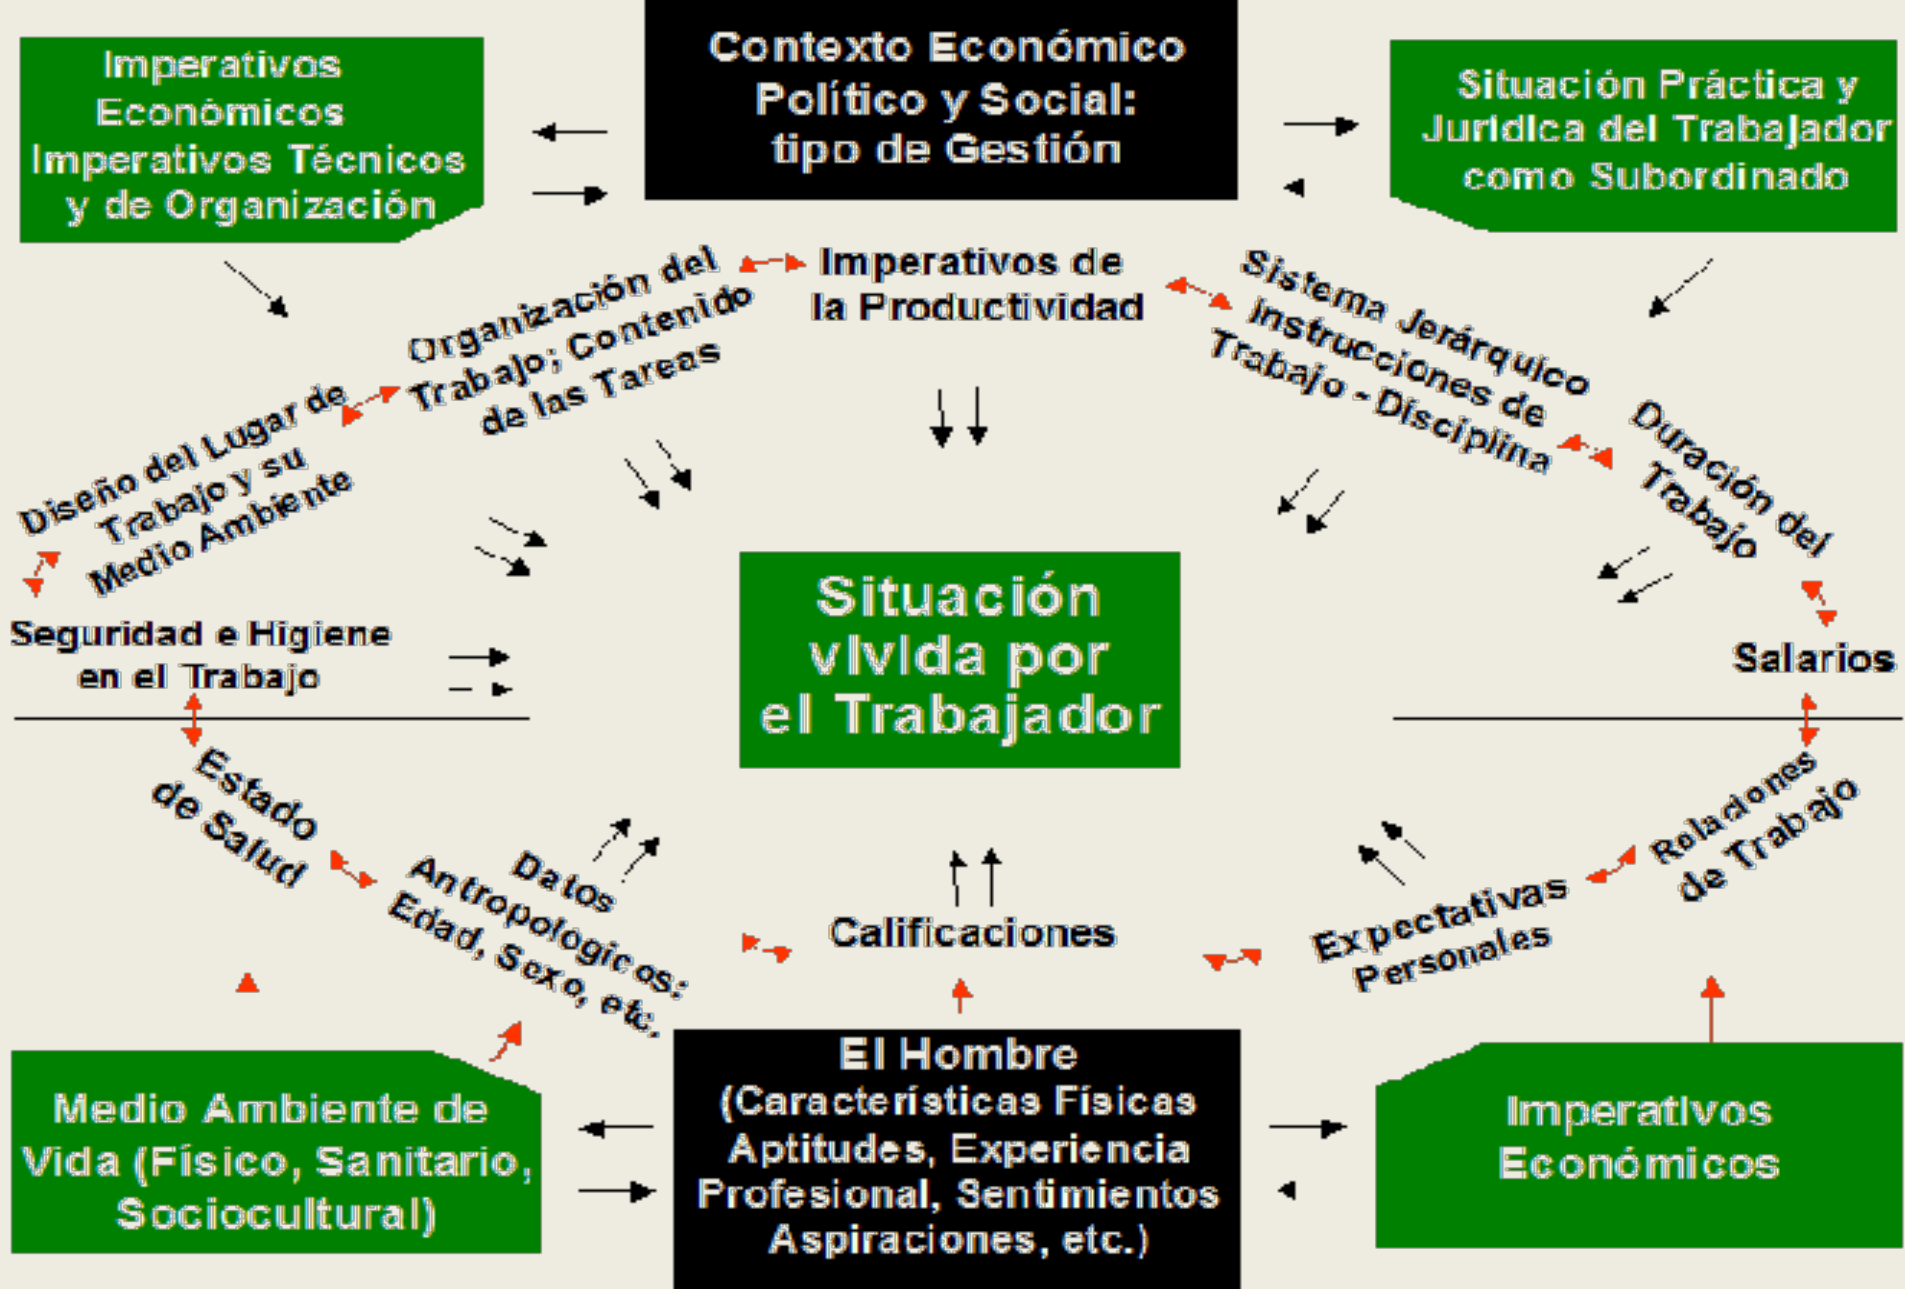 Imperativos
Económicos
Imperativos Técnicos
y de Organización
Contexto Económico
Político y Social:
tipo de Gestión
Situación Práctica y
Jurídica del Trabajador
como Subordinado
Diseño del Lugar de
Trabajo y su
Medio Ambiente
Organización del
Trabajo; Contenido
de las Tareas
Imperativos de
la Productividad
Sistema Jerárquico
Instrucciones de
Trabajo - Disciplina
Duración del
Trabajo
Seguridad e Higiene
en el Trabajo
Situación
vivida por
el Trabajador
Salarios
Estado
de Salud
Datos
Antropologicos:
Edad, Sexo, etc.
Calificaciones
Expectativas
Personales
Relaciones
de Trabajo
Medio Ambiente de
Vida (Físico, Sanitario,
Sociocultural)
El Hombre
(Características Físicas
Aptitudes, Experiencia
Profesional, Sentimientos
Aspiraciones, etc.)
Imperativos
Económicos